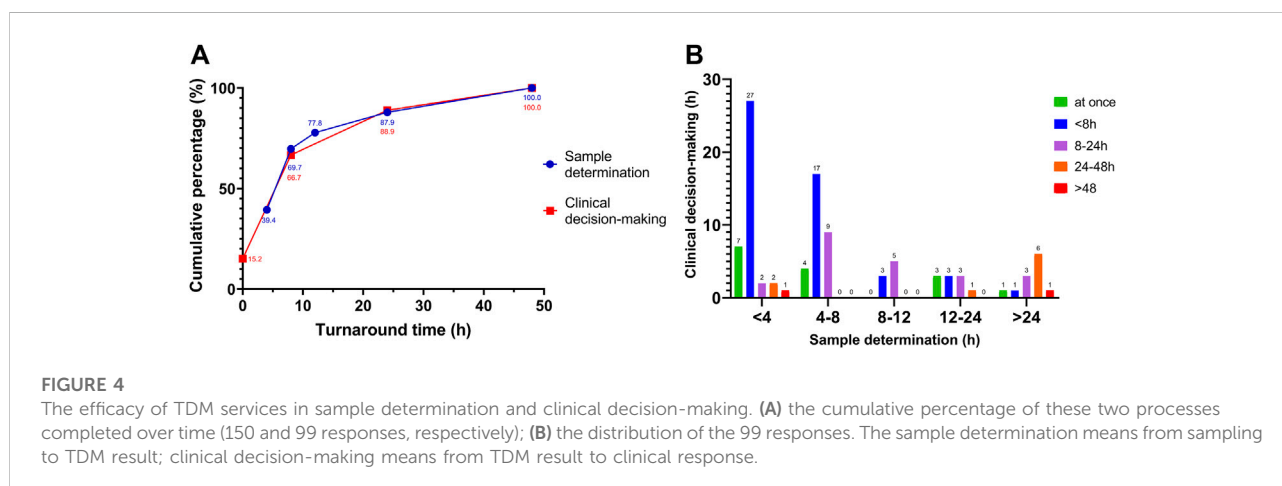 A
Cumulative percentage (%)
100
50
0
0
10
20
30
40
50
Turnaround time (h)
15.2
39.4
69.7
66.7
77.8
87.9
88.9
100.0
100.0
Sample
determination
Clinical
decision-making
B
Clinical decision-making (h)
30
20
10
0
7
27
2
2
1
4
17
9
0
0
0
3
5
0
0
3
3
3
1
0
1
1
3
6
1
<4
4-8
8-12
12-24
>24
Sample determination (h)
at once
<8h
8-24h
24-48h
>48
FIGURE 4
The efficacy of TDM services in sample determination and clinical decision-making. (A) the cumulative percentage of these two processes
completed over time (150 and 99 responses, respectively); (B) the distribution of the 99 responses. The sample determination means from sampling
to TDM result; clinical decision-making means from TDM result to clinical response.